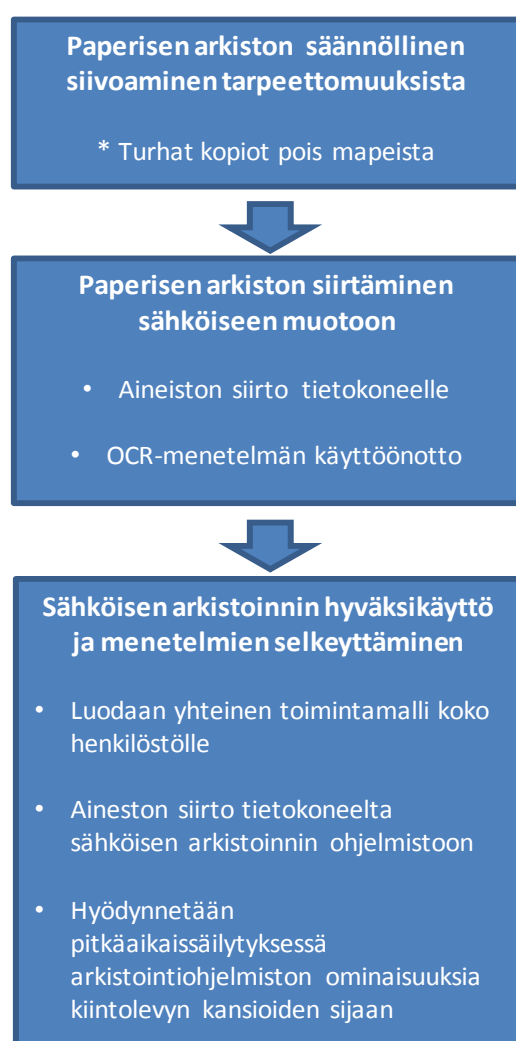 Paperisen arkiston säännöllinen
siivoaminen tarpeettomuuksista
* Turhat kopiot pois mapeista
Paperisen arkiston siirtäminen
sähköiseen muotoon
• Aineiston siirto tietokoneelle
• OCR-menetelmän käyttöönotto
Sähköisen arkistoinnin hyväksikäyttö
ja menetelmien selkeyttäminen
• Luodaan yhteinen toimintamalli koko
henkilöstölle
• Aineston siirto tietokoneelta
sähköisen arkistoinnin ohjelmistoon
• Hyödynnetään
pitkäaikaissäilytyksessä
arkistointiohjelmiston ominaisuuksia
kiintolevyn kansioiden sijaan